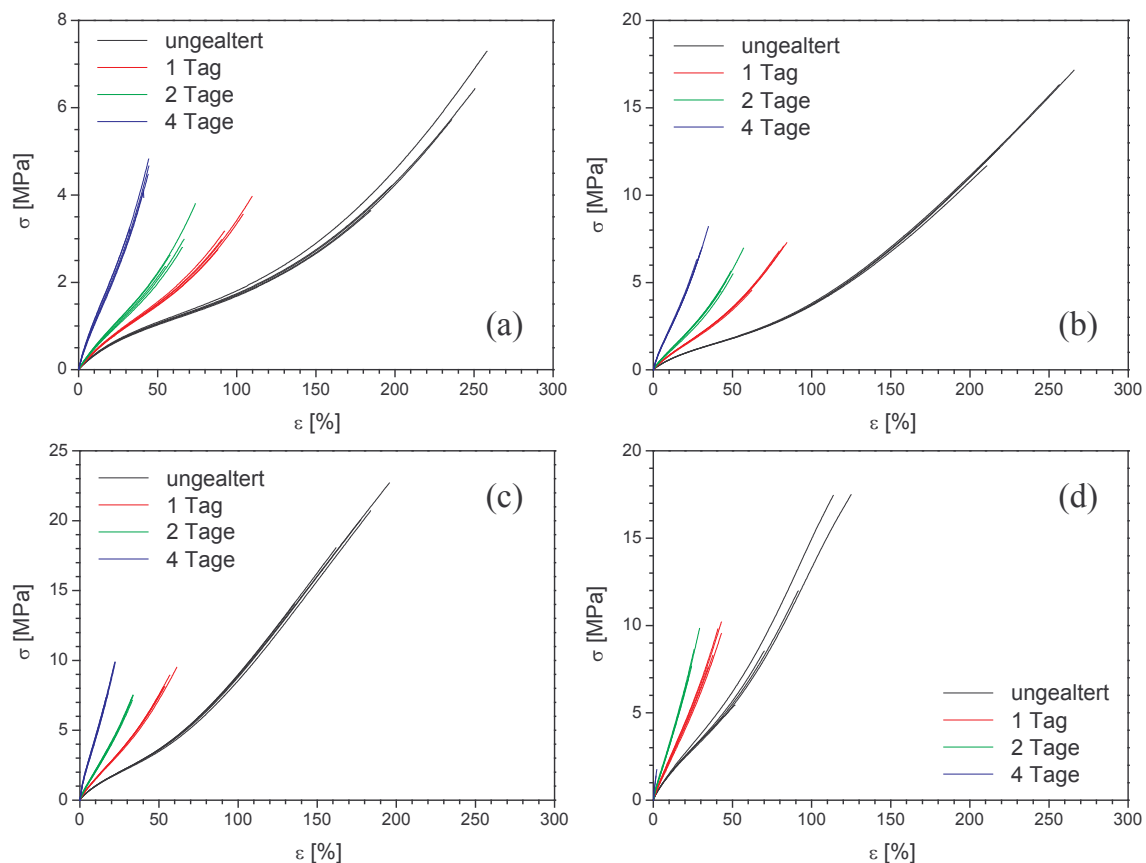 8
6
4
2
0
σ [MPa]
ungealtert
1 Tag
2 Tage
4 Tage
(a)
0 50 100 150 200 250 300
ε [%]
20
15
10
5
0
σ [MPa]
ungealtert
1 Tag
2 Tage
4 Tage
(b)
0 50 100 150 200 250 300
ε [%]
25
20
15
10
5
0
σ [MPa]
ungealtert
1 Tag
2 Tage
4 Tage
(c)
0 50 100 150 200 250 300
ε [%]
20
15
10
5
0
σ [MPa]
(d)
ungealtert
1 Tag
2 Tage
4 Tage
0 50 100 150 200 250 300
ε [%]